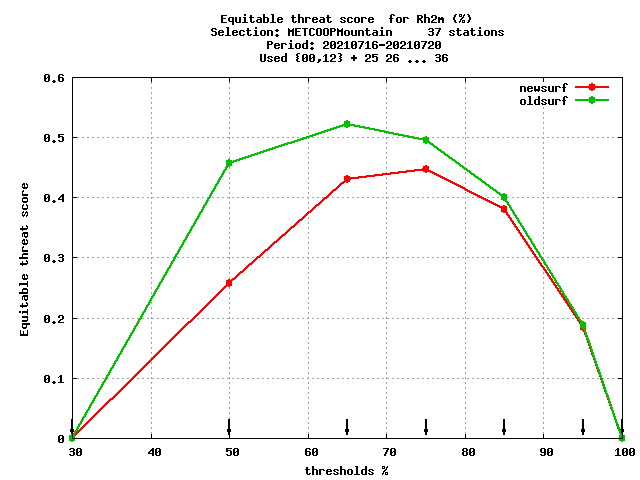 Equitable threat score  for Rh2m (%)
Selection: METCOOPMountain     37 stations
Period: 20210716-20210720
Used {00,12} + 25 26 ... 36
newsurf
oldsurf
0.6
0.5
0.4
0.3
0.2
0.1
0
Equitable threat score
30 40 50 60 70 80 90 100
thresholds %